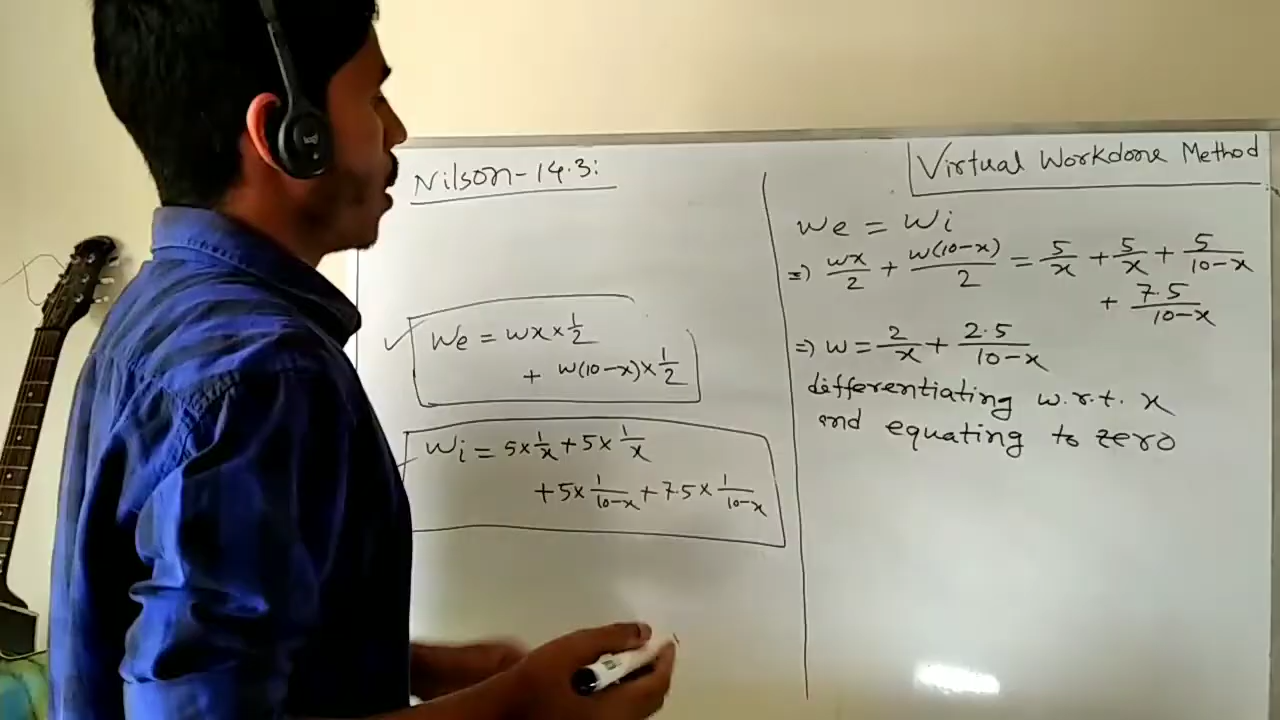 Nilson-14.3:
We = wx × 1/2
+ w(10-x) × 1/2
Wi = 5 × 1/x + 5 × 1/x
+ 5 × 1/10-x + 7.5 × 1/10-x
Virtual Workdone Method
We = Wi
=) wx/2 + w(10-x)/2 = 5/x + 5/x + 5/10-x
+ 7.5/10-x
=) w = 2/x + 2.5/10-x
differentiating w.r.t. x
and equating to zero